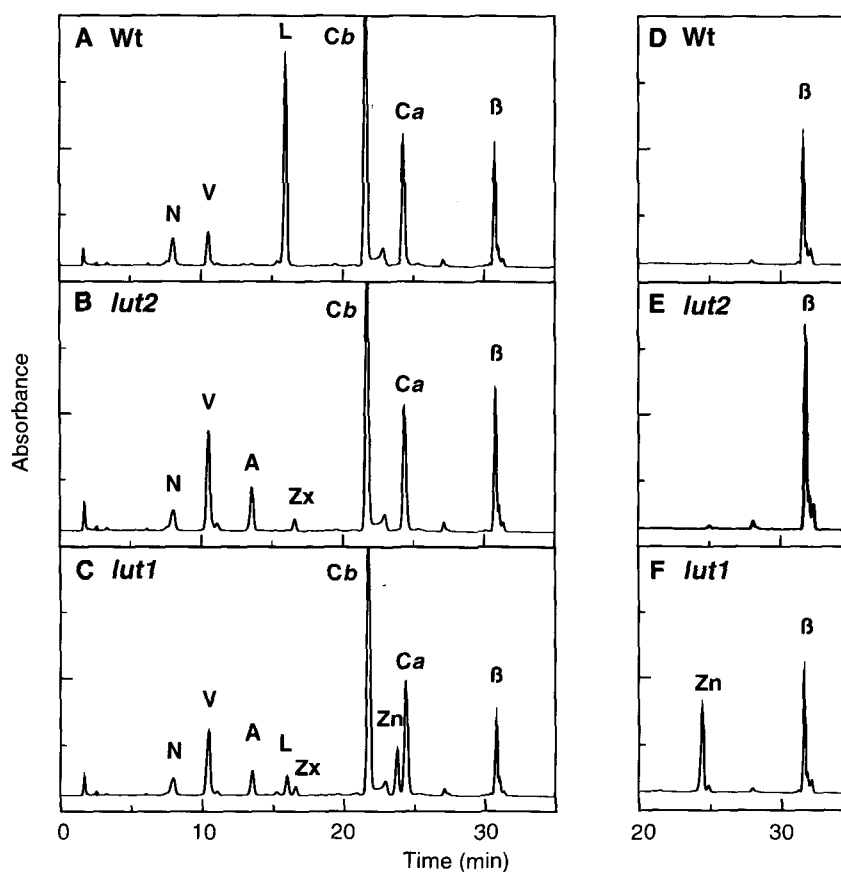 A Wt
N
V
L
Cb
Ca
ß
D Wt
ß
B lut2
N
V
A
Zx
Cb
Ca
ß
E lut2
ß
C lut1
N
V
A
L
Zx
Cb
Zn
Ca
ß
F lut1
Zn
ß
Absorbance
0 10 20 30
20 30
Time (min)